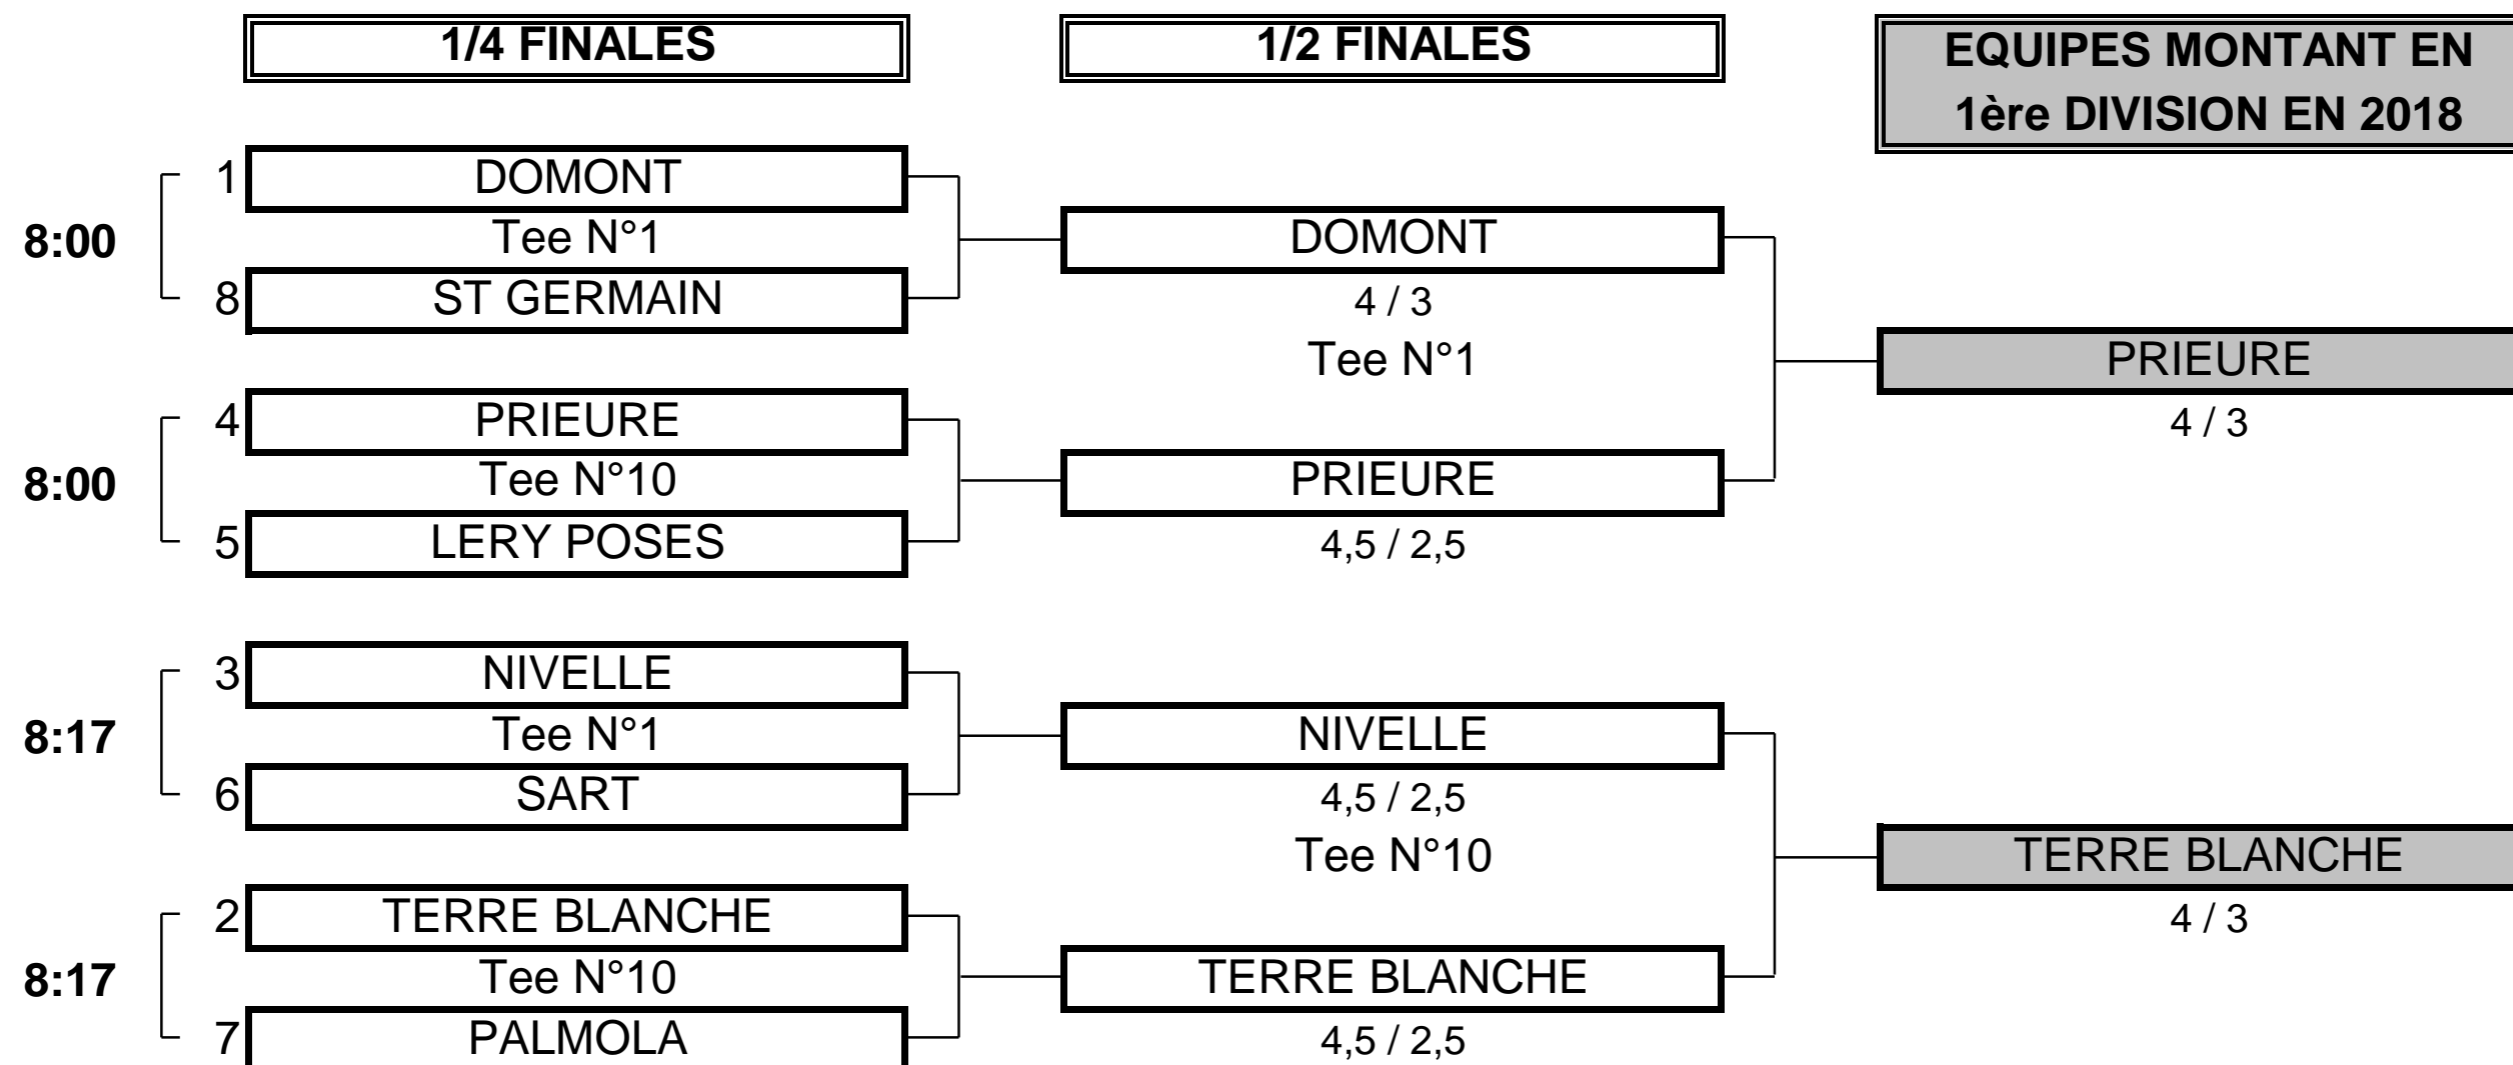 1/4 FINALES
1/2 FINALES
EQUIPES MONTANT EN
1ère DIVISION EN 2018
8:00
1 DOMONT
Tee N°1
8 ST GERMAIN
DOMONT
4 / 3
Tee N°1
PRIEURE
4 / 3
8:00
4 PRIEURE
Tee N°10
5 LERY POSES
PRIEURE
4,5 / 2,5
8:17
3 NIVELLE
Tee N°1
6 SART
NIVELLE
4,5 / 2,5
Tee N°10
TERRE BLANCHE
4 / 3
8:17
2 TERRE BLANCHE
Tee N°10
7 PALMOLA
TERRE BLANCHE
4,5 / 2,5